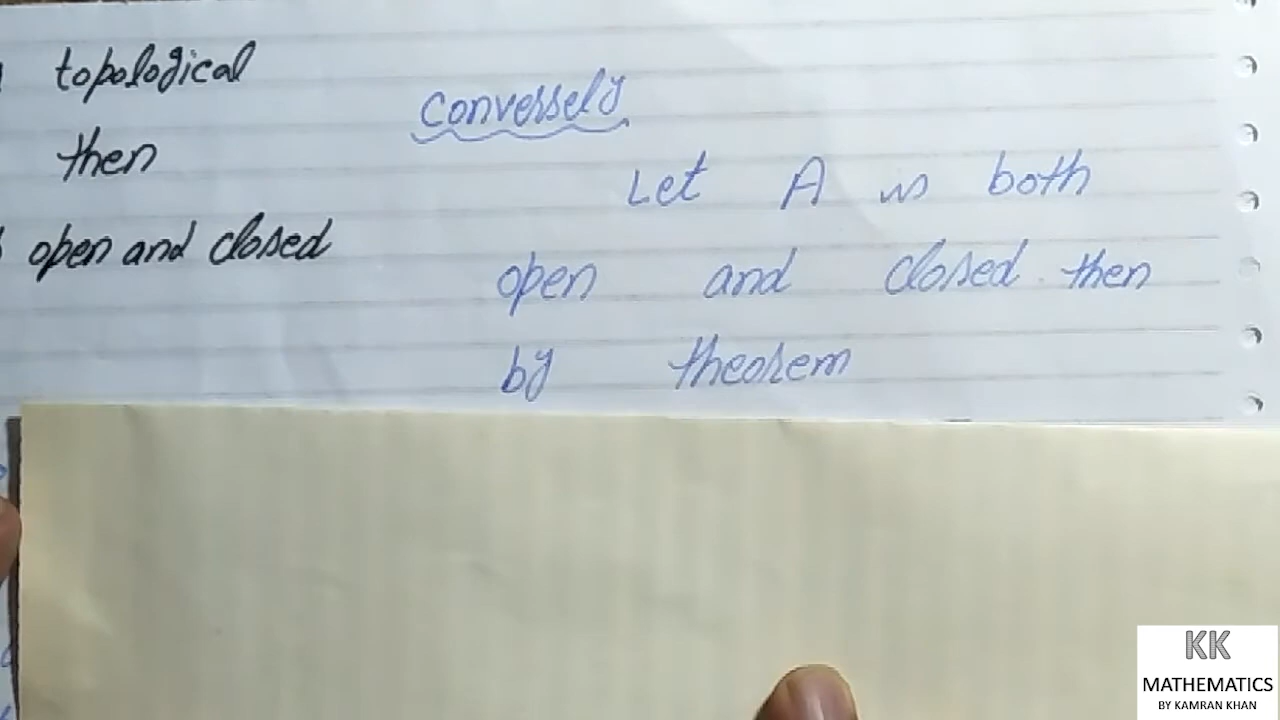 topological
then
open and closed
Conversely
Let A is both
open and closed then
by theorem
KK
MATHEMATICS
BY KAMRAN KHAN